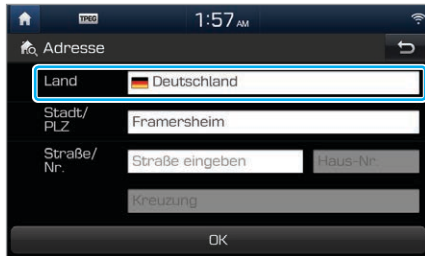 TPEG 1:57 AM
Adresse
Land Deutschland
Stadt/
PLZ Framersheim
Straße/
Nr. Straße eingeben Haus-Nr.
Kreuzung
OK